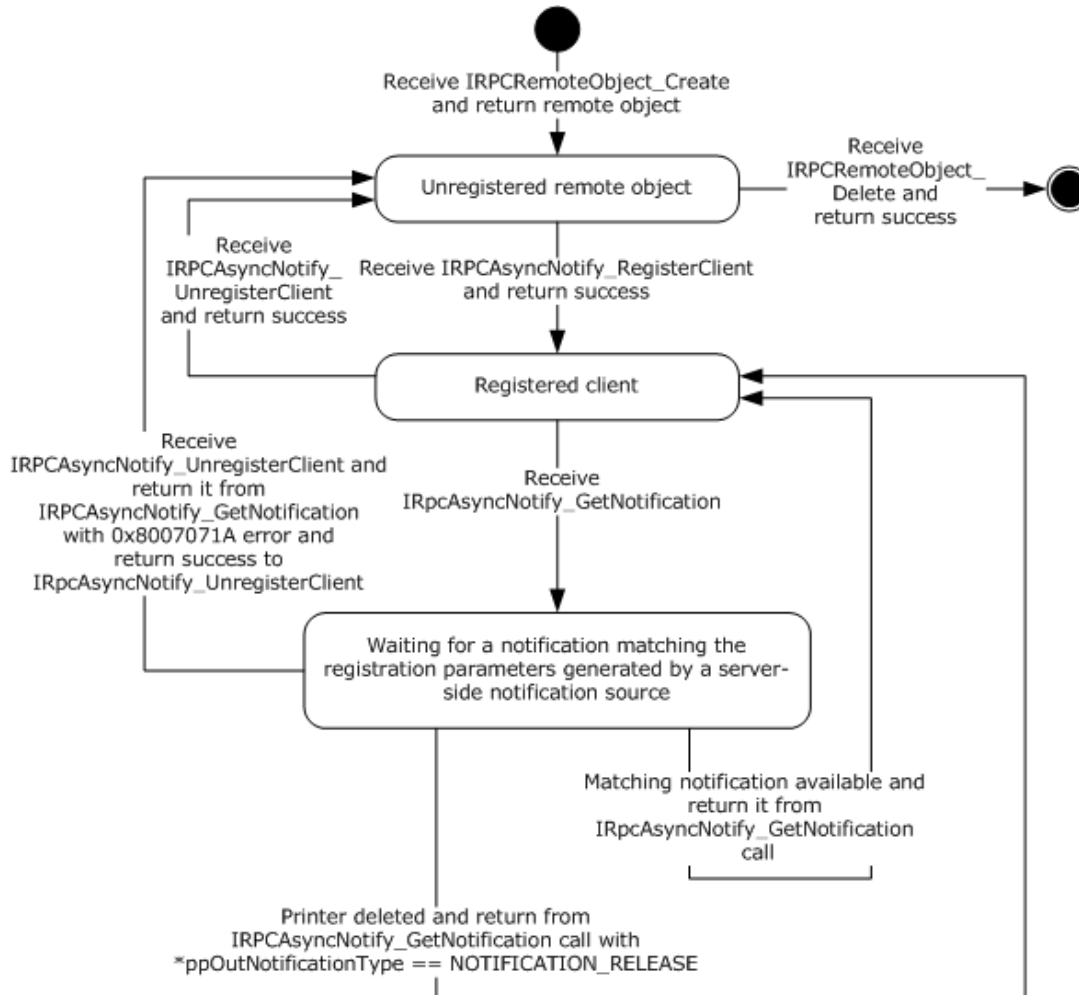 Receive IRPCRemoteObject_Create
and return remote object
Unregistered remote object
Receive
IRPCRemoteObject_
Delete and
return success
Receive
IRPCAsyncNotify_
UnregisterClient
and return success
Receive IRPCAsyncNotify_RegisterClient
and return success
Registered client
Receive
IRPCAsyncNotify_UnregisterClient and
return it from
IRPCAsyncNotify_GetNotification
with 0x8007071A error and
return success to
IRpcAsyncNotify_UnregisterClient
Receive
IRpcAsyncNotify_GetNotification
Waiting for a notification matching the
registration parameters generated by a server-
side notification source
Matching notification available and
return it from
IRpcAsyncNotify_GetNotification
call
Printer deleted and return from
IRPCAsyncNotify_GetNotification call with
*ppOutNotificationType == NOTIFICATION_RELEASE